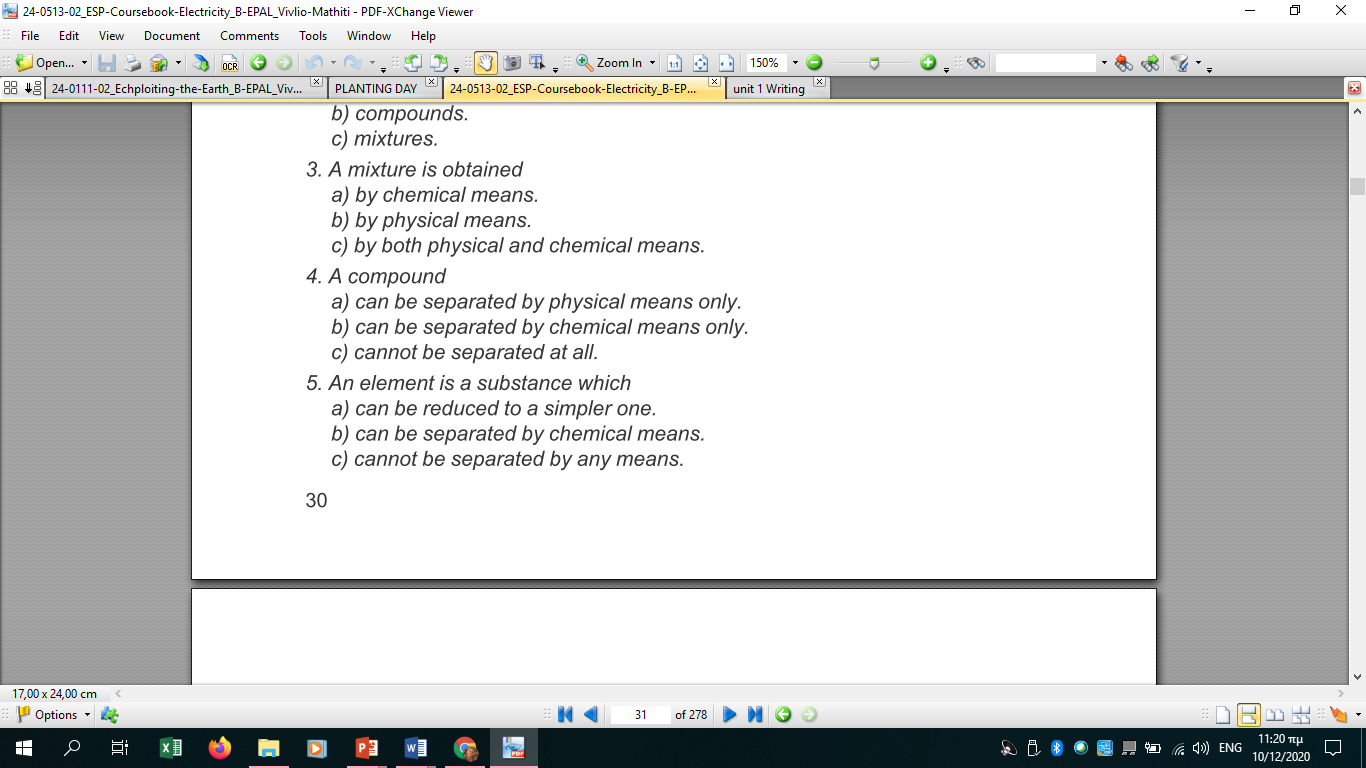 24-0513-02_ESP-Coursebook-Electricity_B-EPAL_Vivlio-Mathiti - PDF-XChange Viewer
File Edit View Document Comments Tools Window Help
Open... OCR Zoom In 1:1 150%
24-0111-02_Echploiting-the-Earth_B-EPAL_Viv... PLANTING DAY 24-0513-02_ESP-Coursebook-Electricity_B-EP... unit 1 Writing
b) compounds.
c) mixtures.
3. A mixture is obtained
a) by chemical means.
b) by physical means.
c) by both physical and chemical means.
4. A compound
a) can be separated by physical means only.
b) can be separated by chemical means only.
c) cannot be separated at all.
5. An element is a substance which
a) can be reduced to a simpler one.
b) can be separated by chemical means.
c) cannot be separated by any means.
30
17,00 x 24,00 cm
Options 31 of 278
ENG 11:20 πμ
10/12/2020